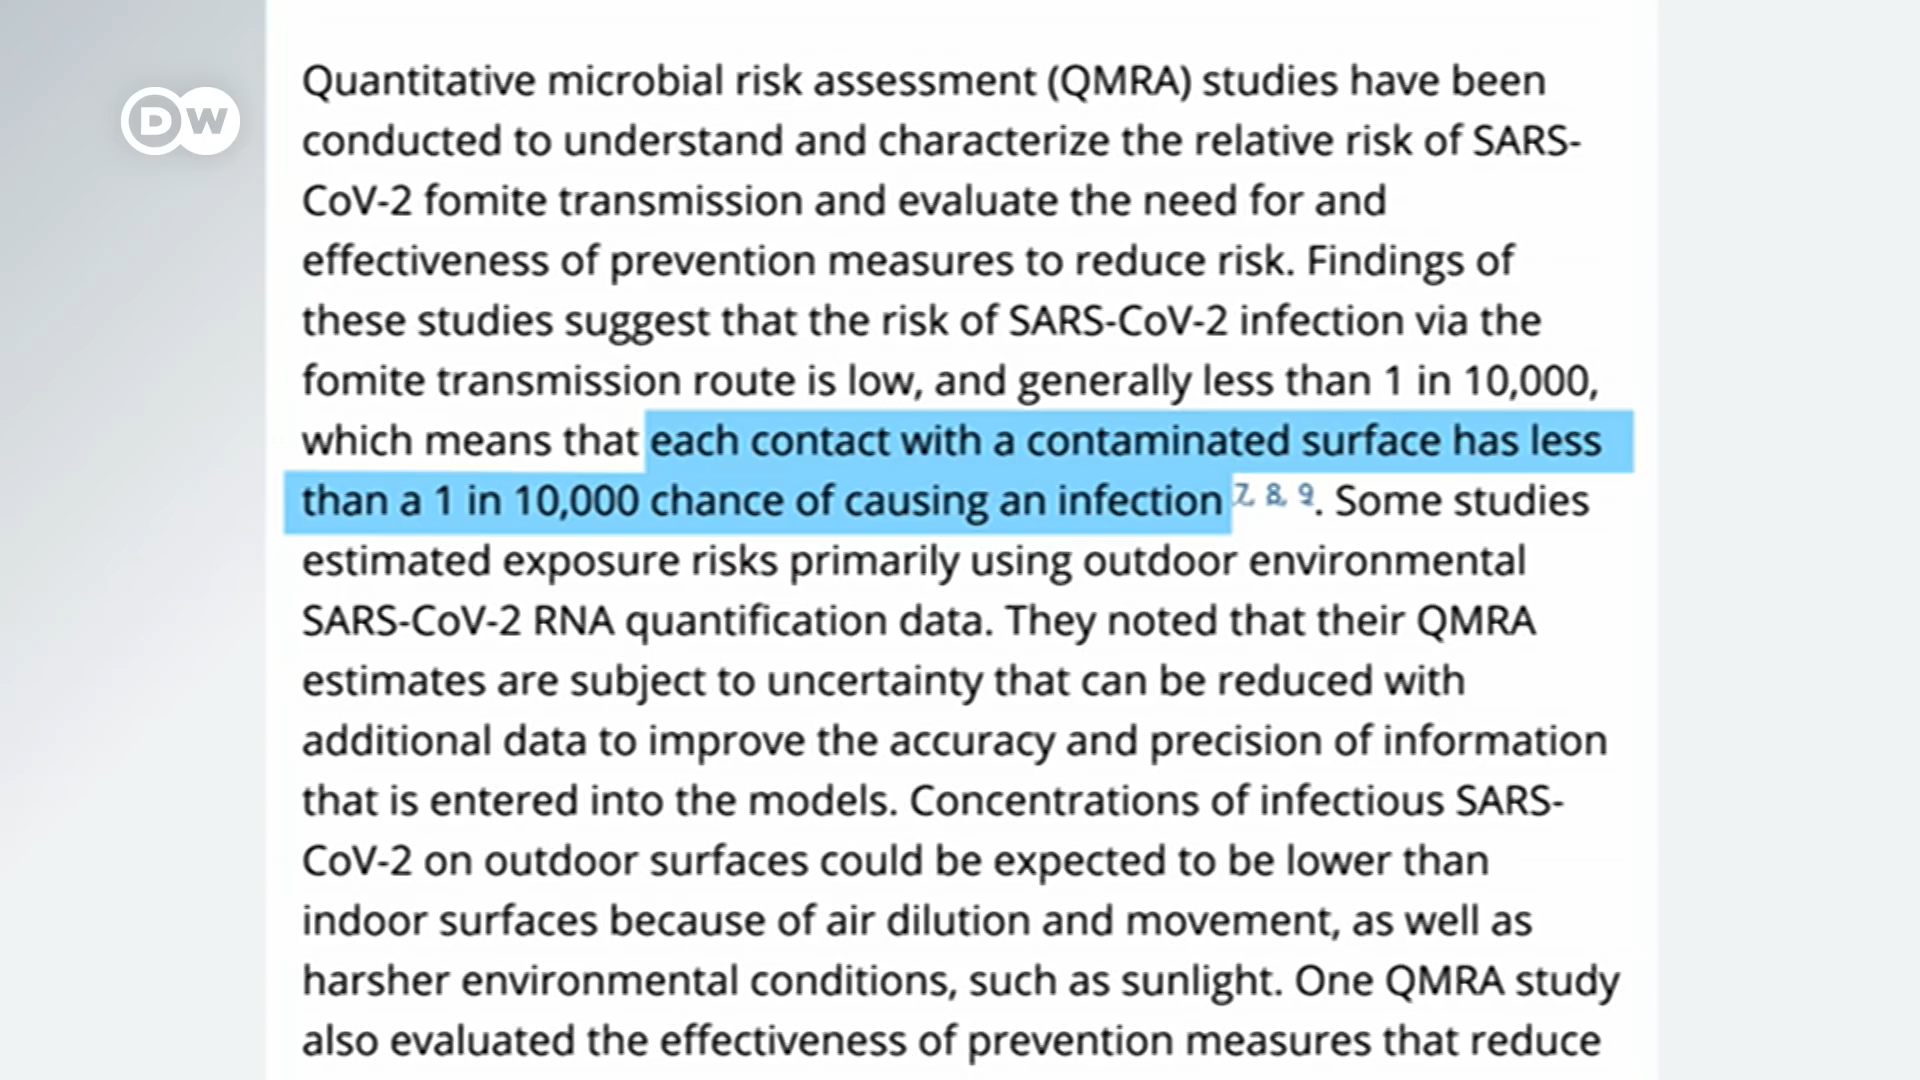 DW
Quantitative microbial risk assessment (QMRA) studies have been
conducted to understand and characterize the relative risk of SARS-
CoV-2 fomite transmission and evaluate the need for and
effectiveness of prevention measures to reduce risk. Findings of
these studies suggest that the risk of SARS-CoV-2 infection via the
fomite transmission route is low, and generally less than 1 in 10,000,
which means that each contact with a contaminated surface has less
than a 1 in 10,000 chance of causing an infection 7, 8, 9. Some studies
estimated exposure risks primarily using outdoor environmental
SARS-CoV-2 RNA quantification data. They noted that their QMRA
estimates are subject to uncertainty that can be reduced with
additional data to improve the accuracy and precision of information
that is entered into the models. Concentrations of infectious SARS-
CoV-2 on outdoor surfaces could be expected to be lower than
indoor surfaces because of air dilution and movement, as well as
harsher environmental conditions, such as sunlight. One QMRA study
also evaluated the effectiveness of prevention measures that reduce